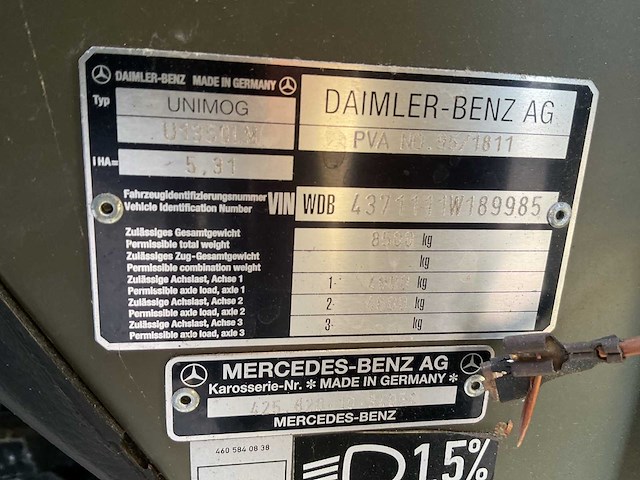 DAIMLER-BENZ MADE IN GERMANY
Typ UNIMOG
DAIMLER-BENZ AG
PVA
iHA= 5,31
Fahrzeugidentifizierungsnummer
Vehicle Identification Number
VIN WDB
Zulässiges Gesamtgewicht
Permissible total weight
kg
Zulässiges Zug-Gesamtgewicht
Permissible combination weight
kg
Zulässige Achslast, Achse 1
Permissible axle load, axle 1
1- kg
Zulässige Achslast, Achse 2
Permissible axle load, axle 2
2- kg
Zulässige Achslast, Achse 3
Permissible axle load, axle 3
3- kg
MERCEDES-BENZ AG
Karosserie-Nr. * MADE IN GERMANY *
425
MERCEDES-BENZ
460 584 08 38
1,5%